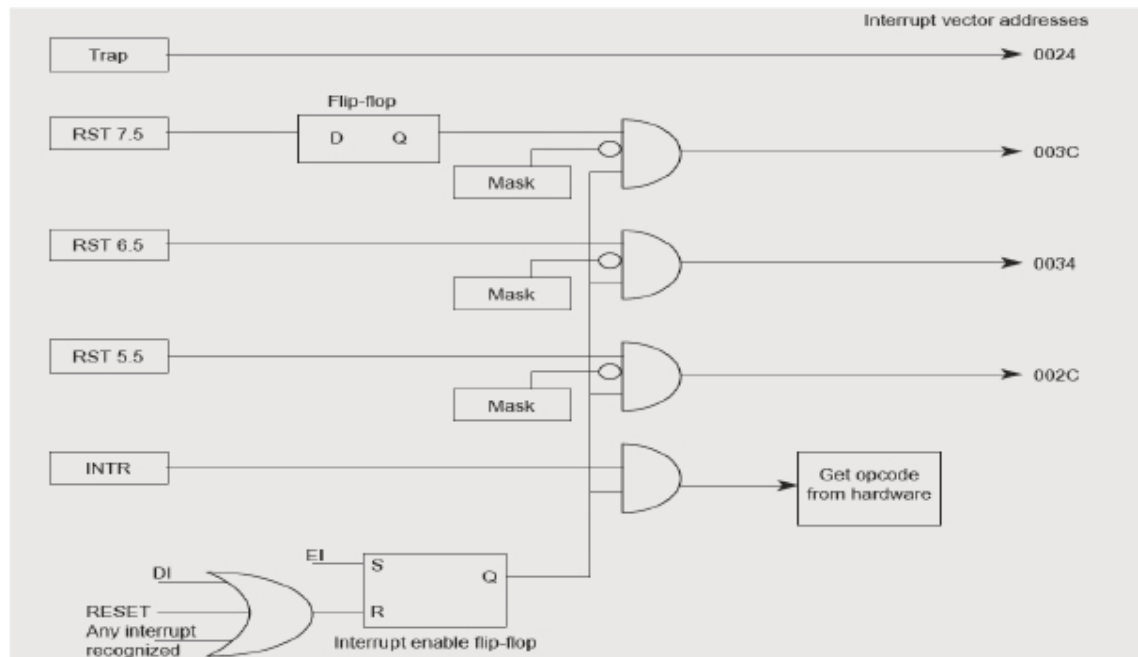 Interrupt vector addresses
Trap
0024
Flip-flop
RST 7.5
D Q
Mask
003C
RST 6.5
Mask
0034
RST 5.5
Mask
002C
INTR
Get opcode
from hardware
EI
S
Q
DI
RESET
R
Any interrupt
recognized
Interrupt enable flip-flop